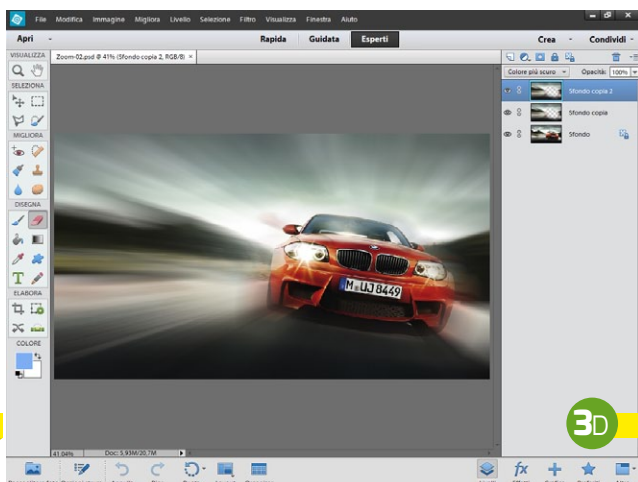 File Modifica Immagine Migliora Livello Selezione Filtro Visualizza Finestra Aiuto
Apri Rapida Guidata Esperti Crea Condividi
VISUALIZZA
Zoom-02.psd @ 41% (Sfondo copia 2, RGB/8) ×
Colore più scuro Opacità: 100%
SELEZIONA
Sfondo copia 2
Sfondo copia
MIGLIORA
Sfondo
DISEGNA
T
ELABORA
M UJ 8449
COLORE
3D
41.04% Doc: 5,93M/20,7M
fx